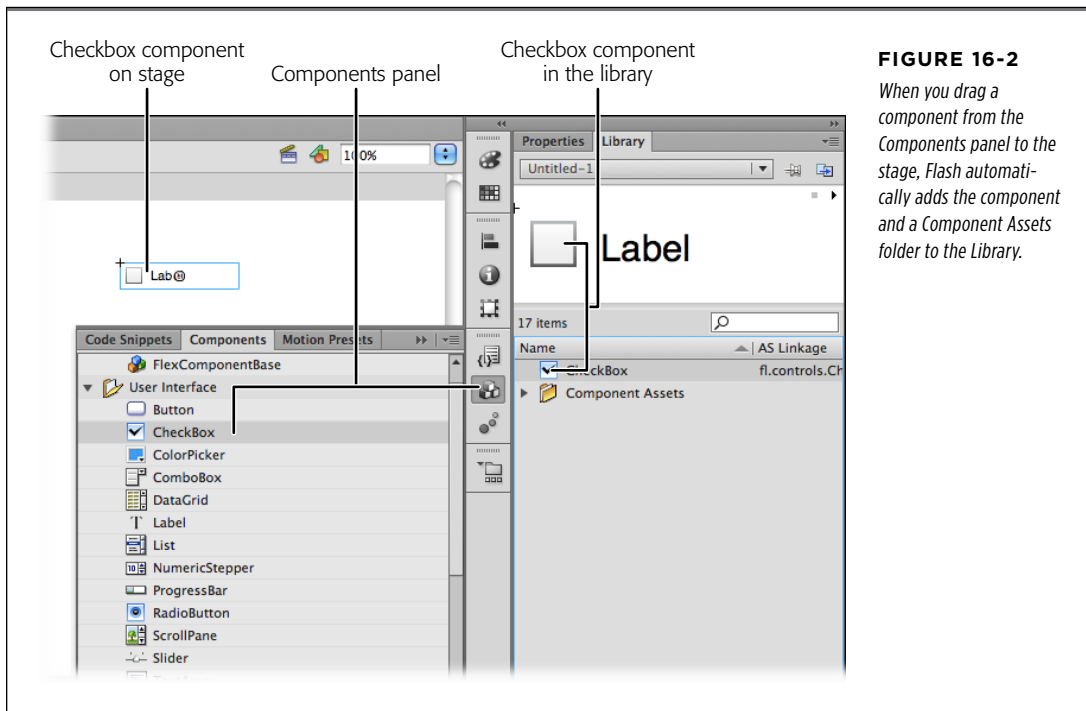 Checkbox component
on stage
Components panel
Checkbox component
in the library
FIGURE 16-2
When you drag a
component from the
Components panel to the
stage, Flash automati-
cally adds the component
and a Component Assets
folder to the Library.
100%
Lab
Properties Library
Untitled-1
Label
17 items
Name AS Linkage
CheckBox fl.controls.Ch
Component Assets
Code Snippets Components Motion Presets
FlexComponentBase
User Interface
Button
CheckBox
ColorPicker
ComboBox
DataGrid
T Label
List
NumericStepper
ProgressBar
RadioButton
ScrollPane
Slider